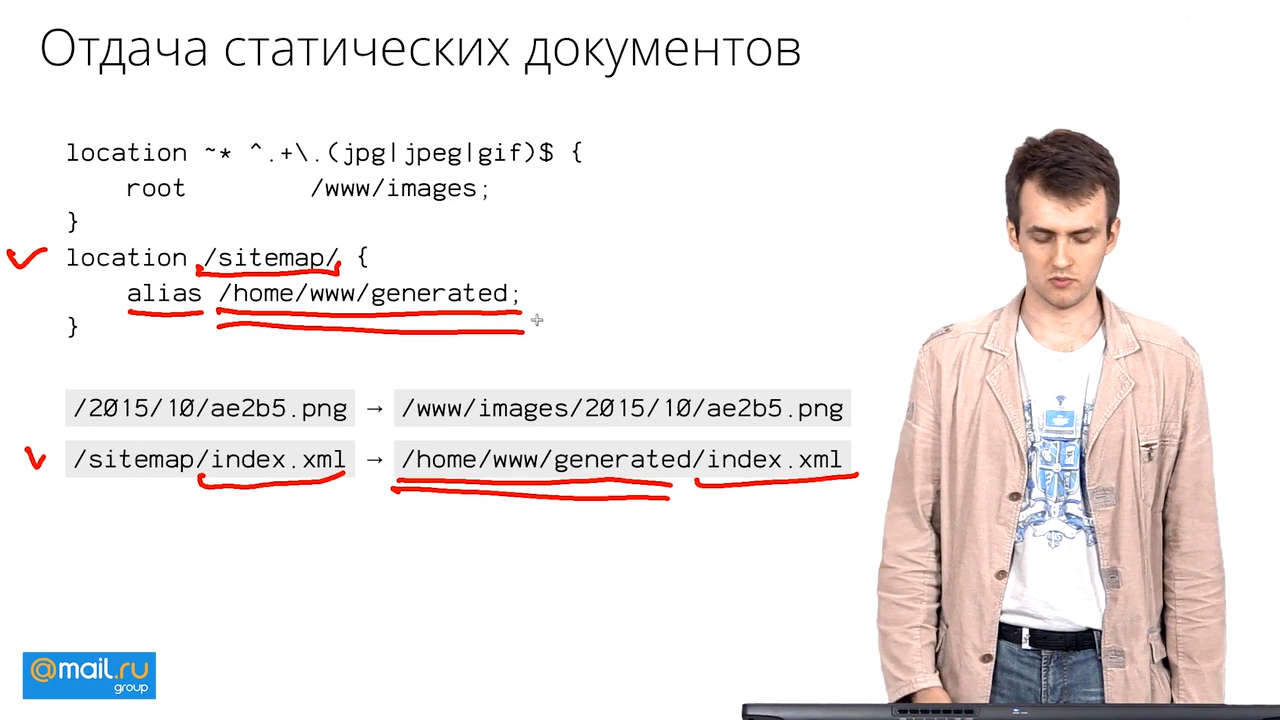 Отдача статических документов
location ~* ^.+\.(jpg|jpeg|gif)$ {
root /www/images;
}
location /sitemap/ {
alias /home/www/generated;
}
/2015/10/ae2b5.png → /www/images/2015/10/ae2b5.png
/sitemap/index.xml → /home/www/generated/index.xml
@mail.ru
group